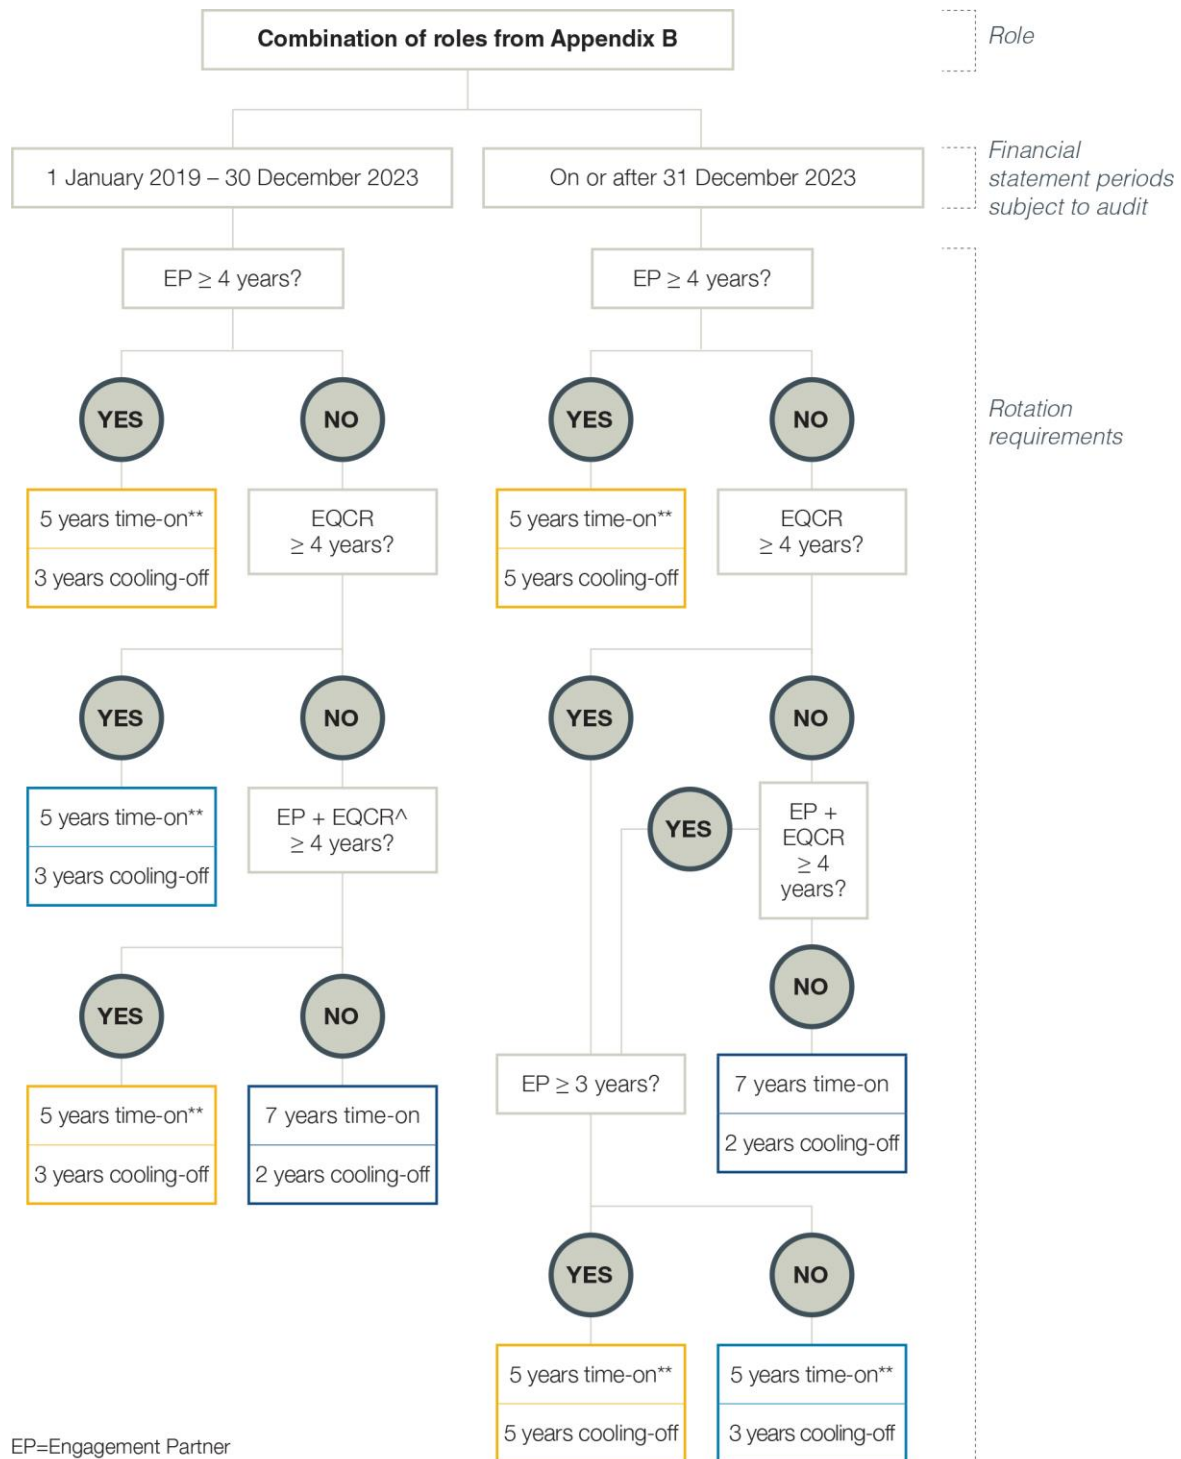 Combination of roles from Appendix B
Role
1 January 2019 – 30 December 2023
On or after 31 December 2023
Financial
statement periods
subject to audit
EP ≥ 4 years?
EP ≥ 4 years?
YES
NO
YES
NO
Rotation
requirements
5 years time-on**
3 years cooling-off
EQCR
≥ 4 years?
5 years time-on**
5 years cooling-off
EQCR
≥ 4 years?
YES
NO
YES
NO
5 years time-on**
3 years cooling-off
EP + EQCR^
≥ 4 years?
YES
EP +
EQCR
≥ 4
years?
YES
NO
NO
5 years time-on**
3 years cooling-off
7 years time-on
2 years cooling-off
EP ≥ 3 years?
7 years time-on
2 years cooling-off
YES
NO
5 years time-on**
5 years cooling-off
5 years time-on**
3 years cooling-off
EP=Engagement Partner